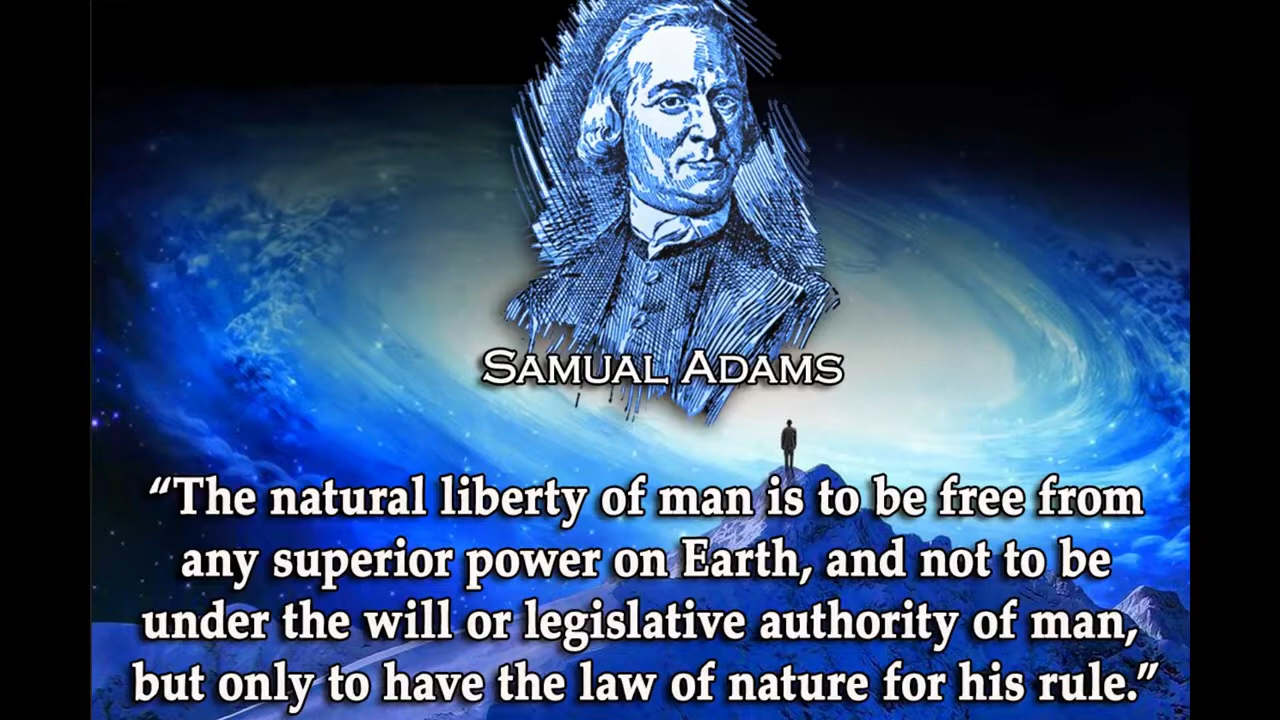 SAMUAL ADAMS
“The natural liberty of man is to be free from
any superior power on Earth, and not to be
under the will or legislative authority of man,
but only to have the law of nature for his rule.”